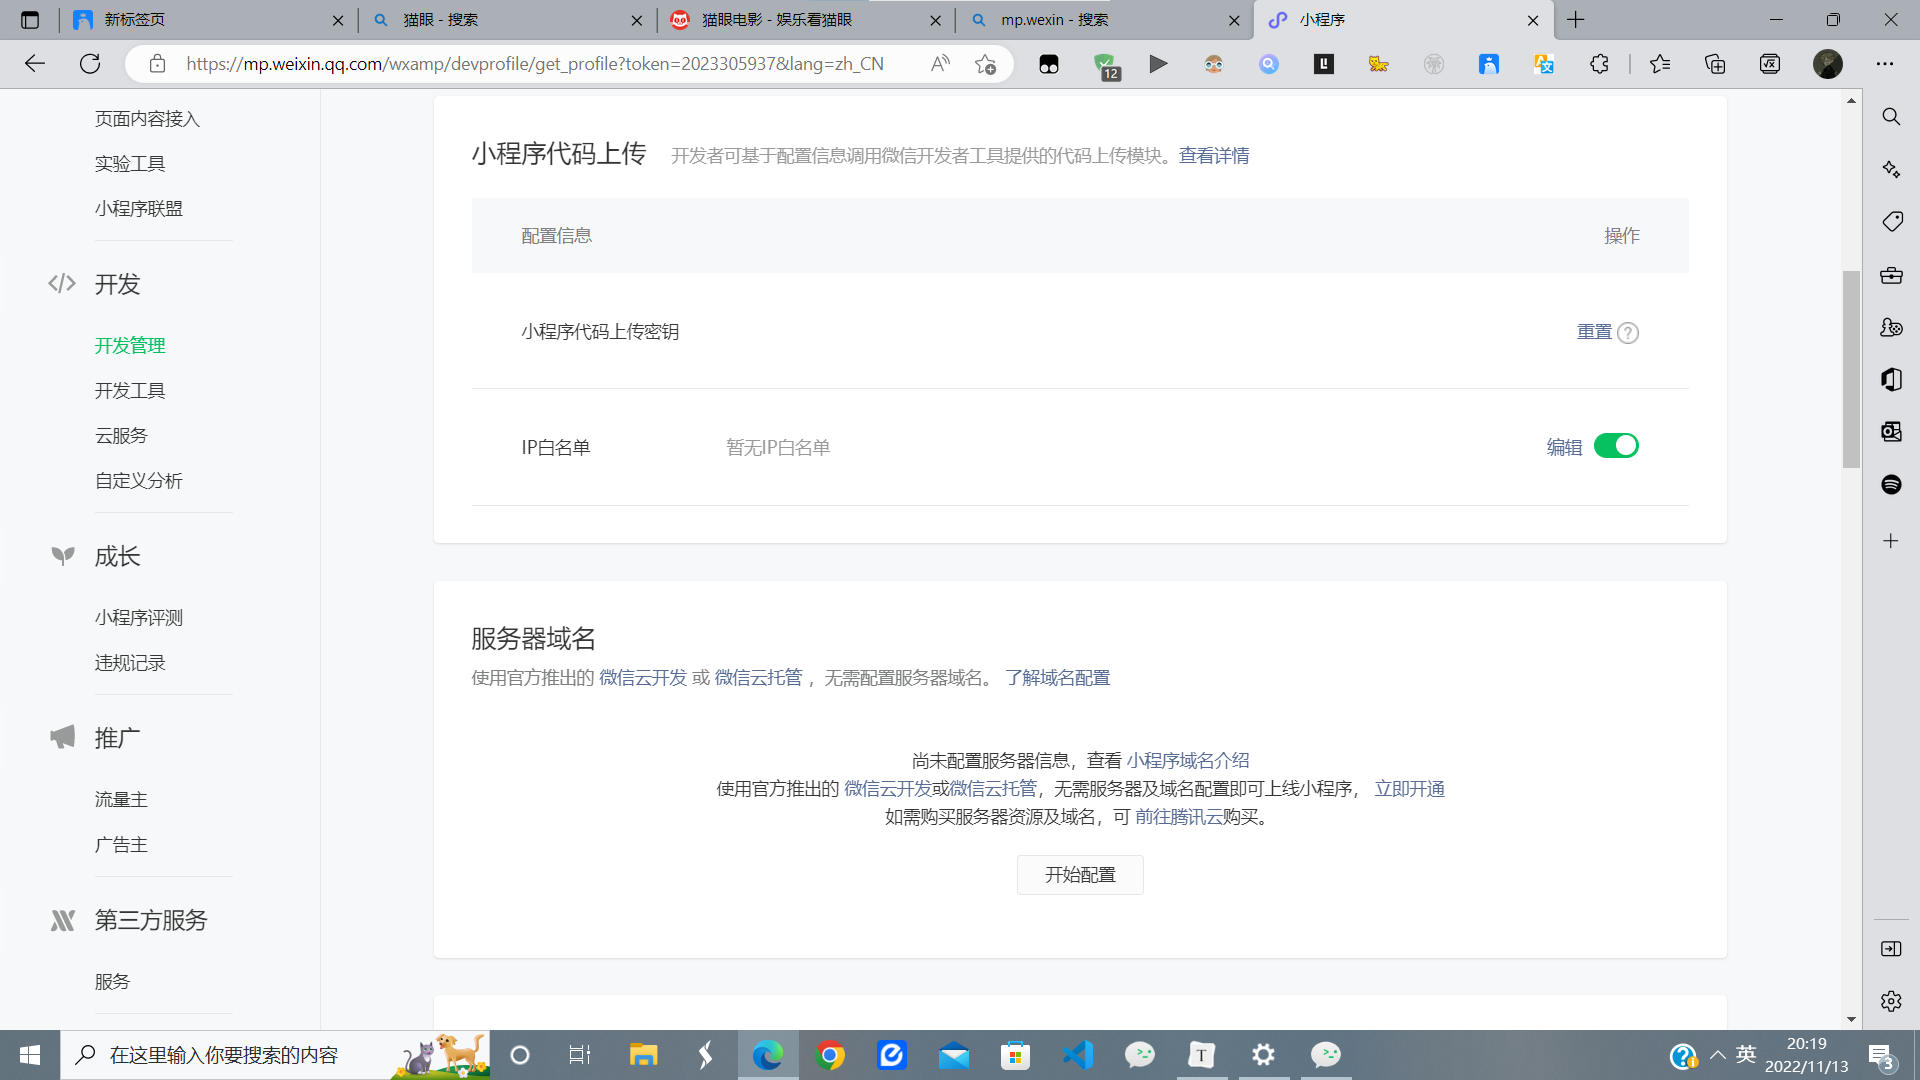 新标签页
猫眼 - 搜索
猫眼电影 - 娱乐看猫眼
mp.wexin - 搜索
小程序
https://mp.weixin.qq.com/wxamp/devprofile/get_profile?token=2023305937&lang=zh_CN
12
页面内容接入
实验工具
小程序联盟
开发
开发管理
开发工具
云服务
自定义分析
成长
小程序评测
违规记录
推广
流量主
广告主
第三方服务
服务
小程序代码上传 开发者可基于配置信息调用微信开发者工具提供的代码上传模块。查看详情
配置信息 操作
小程序代码上传密钥 重置 ?
IP白名单 暂无IP白名单 编辑
服务器域名
使用官方推出的 微信云开发 或 微信云托管 ，无需配置服务器域名。 了解域名配置
尚未配置服务器信息，查看 小程序域名介绍
使用官方推出的 微信云开发或微信云托管，无需服务器及域名配置即可上线小程序， 立即开通
如需购买服务器资源及域名，可 前往腾讯云购买。
开始配置
在这里输入你要搜索的内容
T
英
20:19
2022/11/13
3